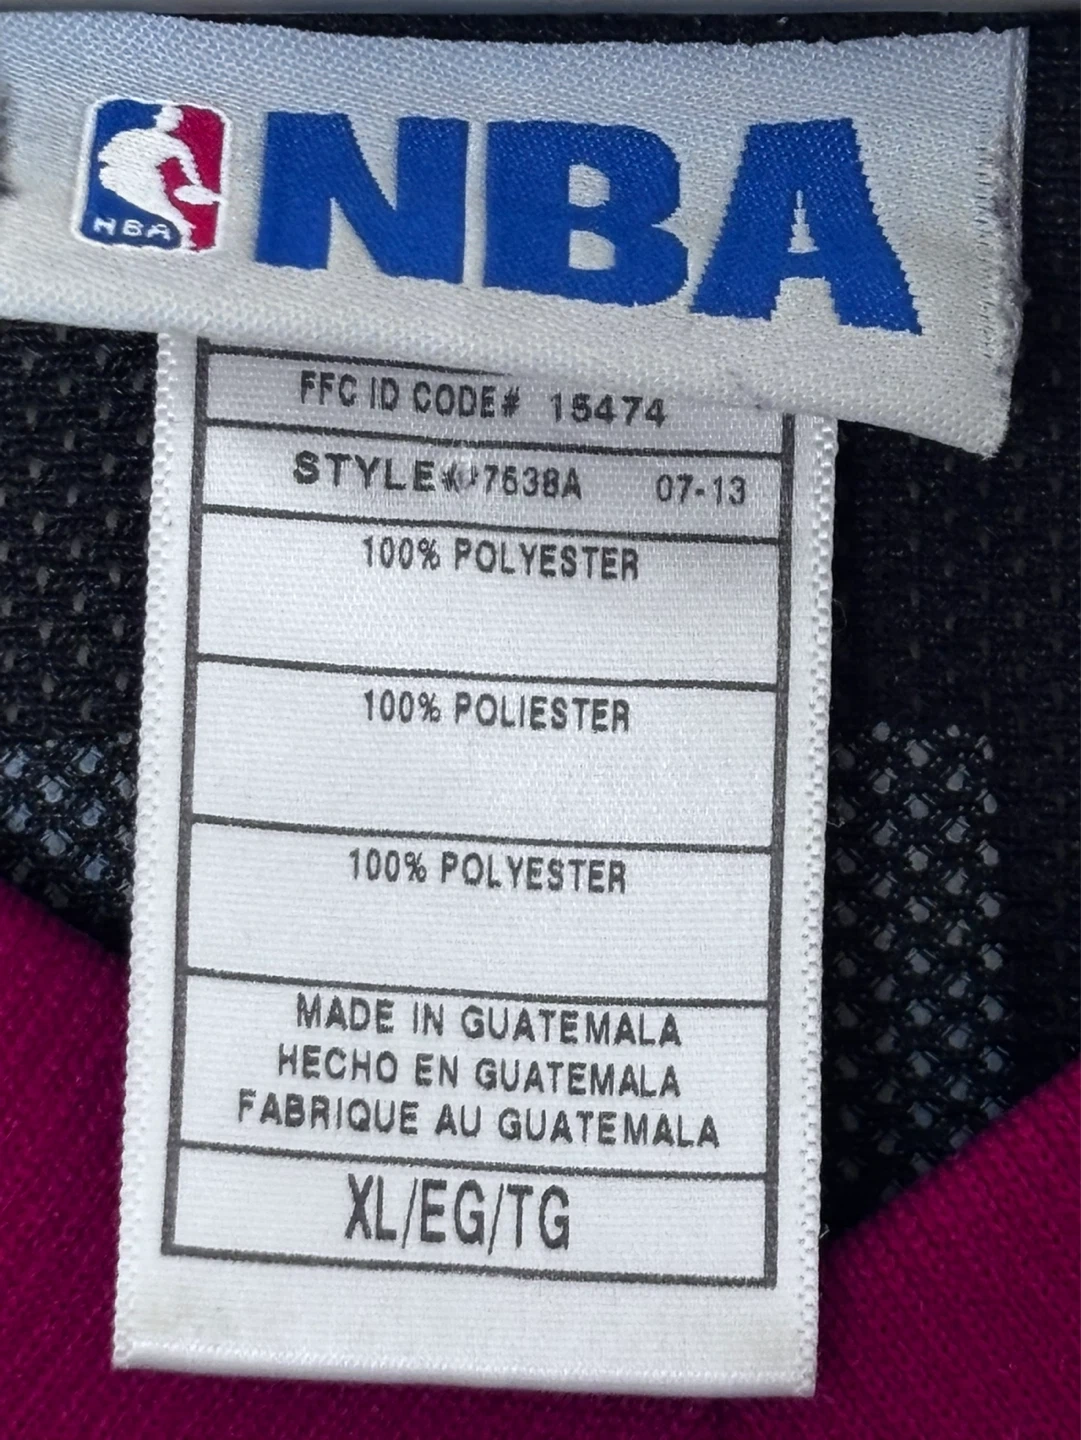 NBA
NBA
FFC ID CODE# 15474
STYLE# 7638A 07-13
100% POLYESTER
100% POLIESTER
100% POLYESTER
MADE IN GUATEMALA
HECHO EN GUATEMALA
FABRIQUE AU GUATEMALA
XL/EG/TG